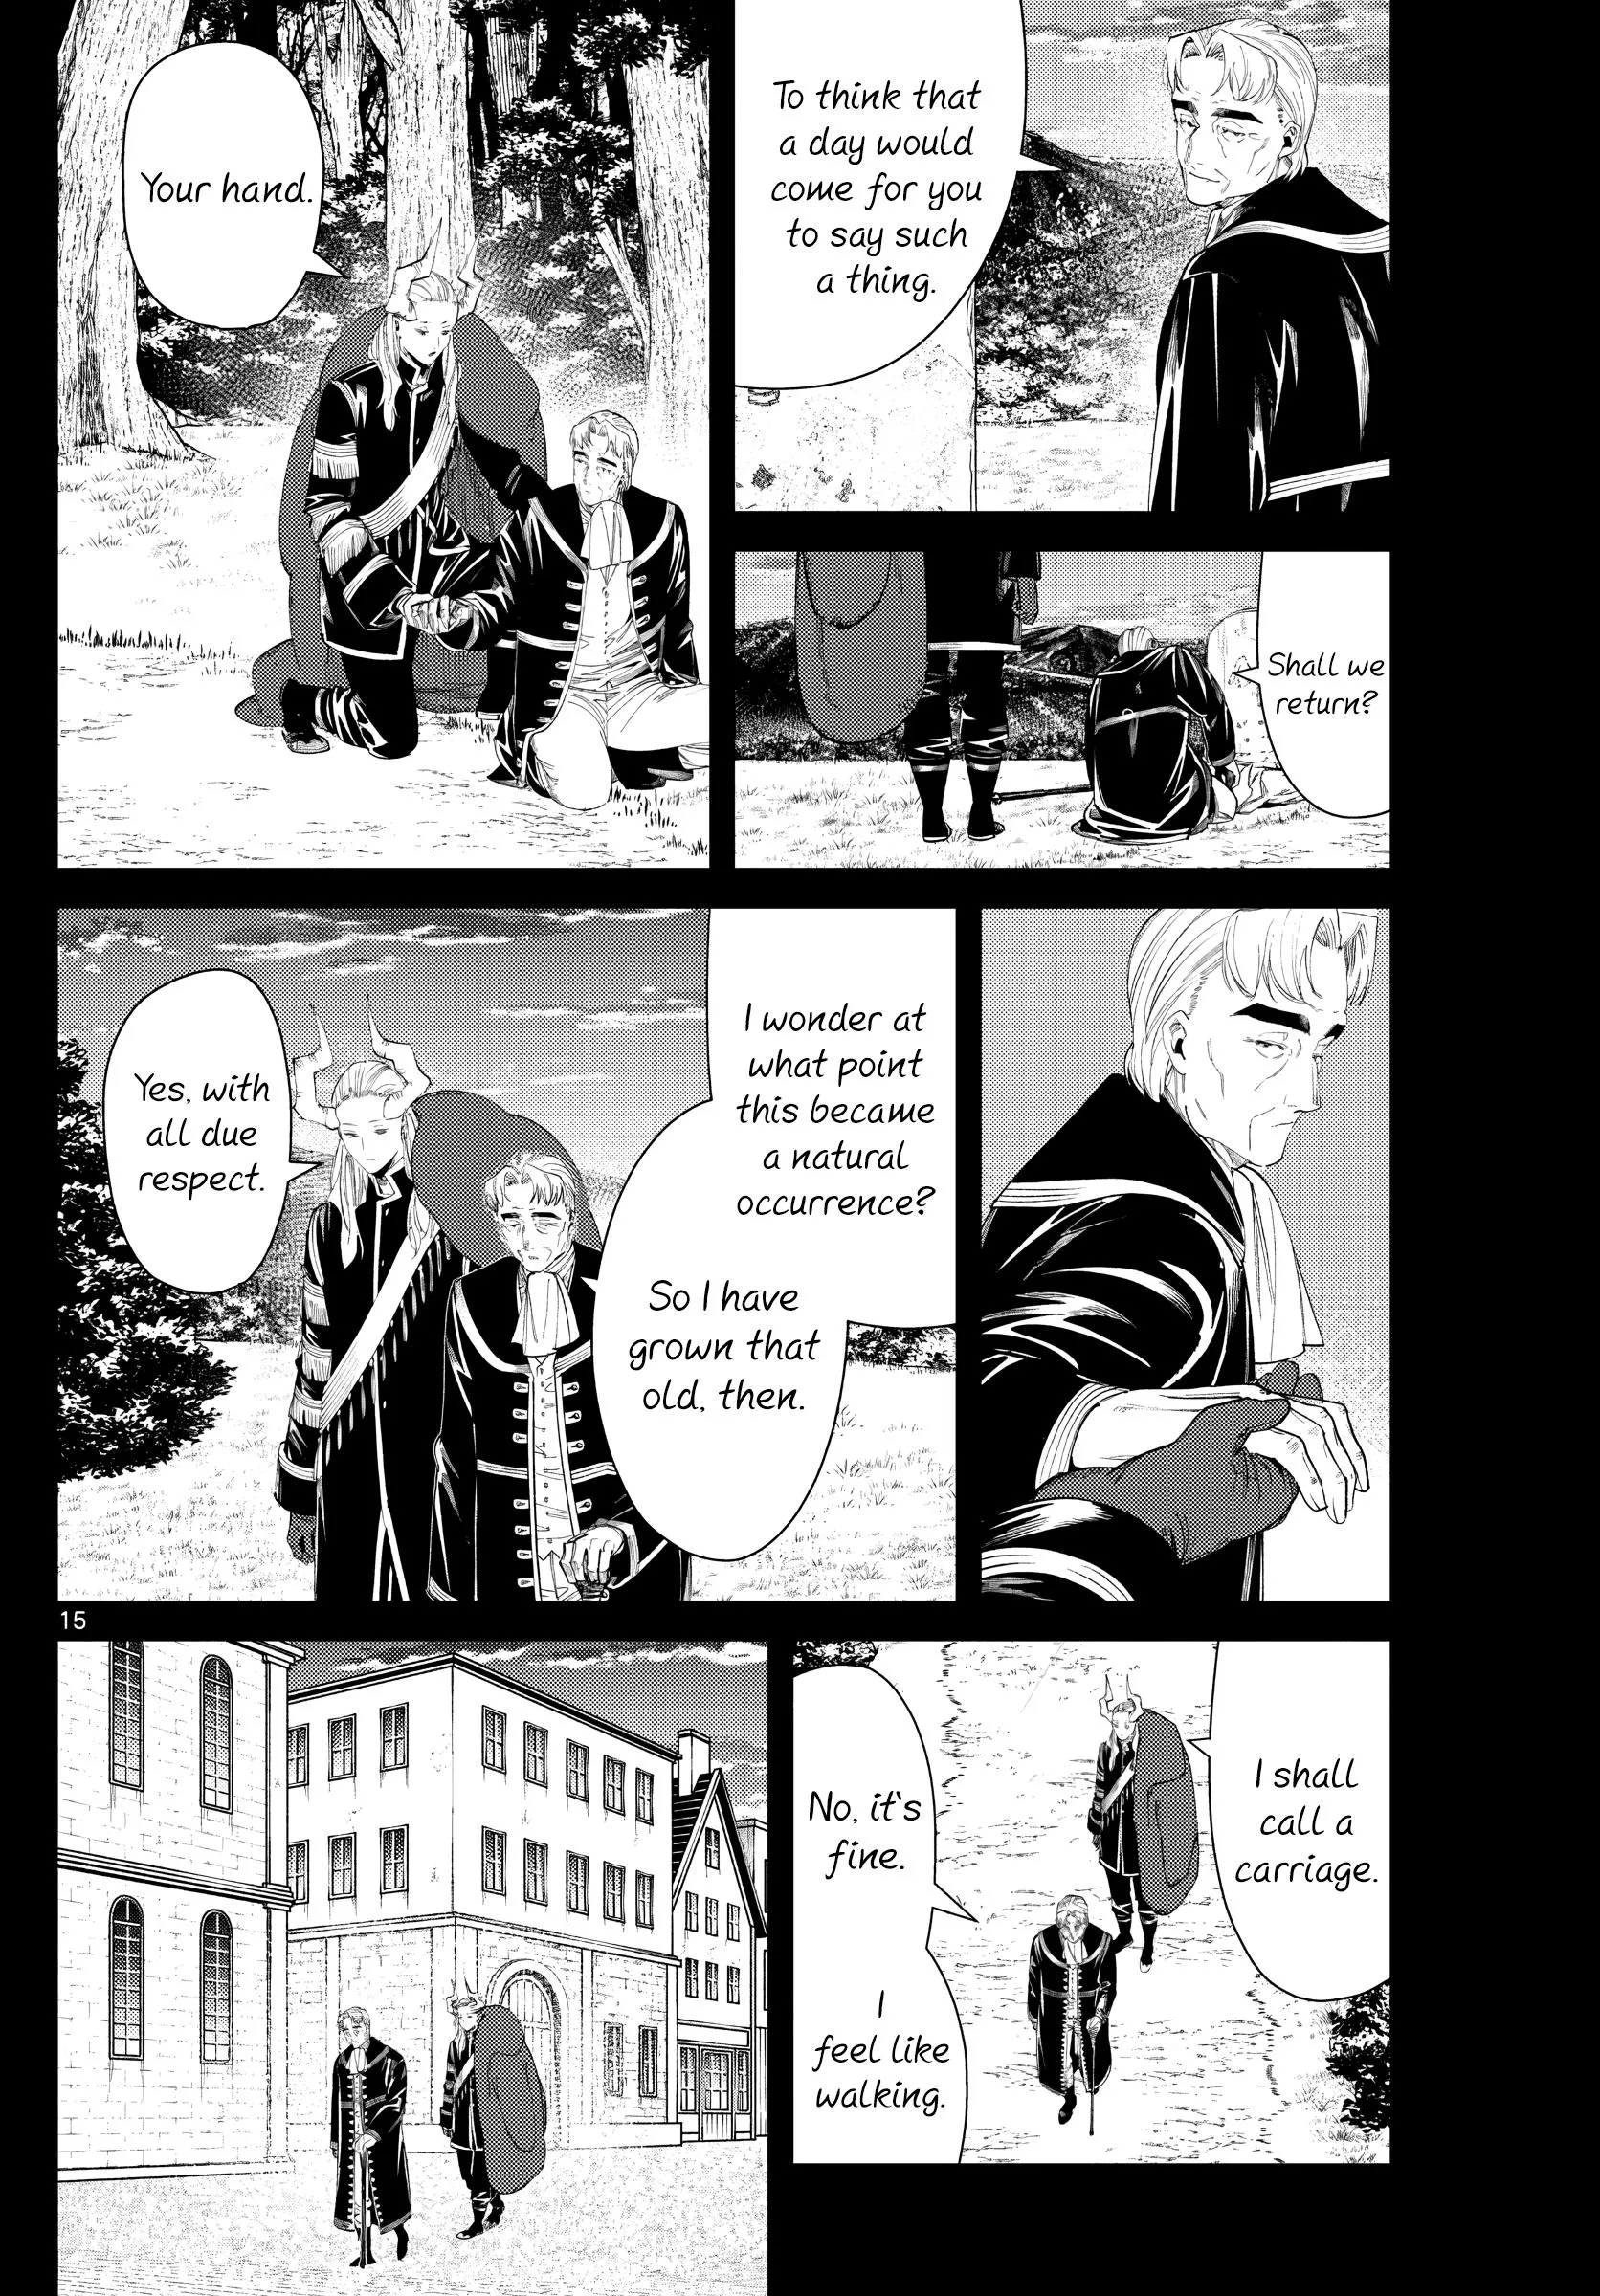 To think that
a day would
come for you
to say such
a thing.
Shall we
return?
Your hand.
I wonder at
what point
this became
a natural
occurrence?
So I have
grown that
old, then.
Yes, with
all due
respect.
15
I shall
call a
carriage.
No, it's
fine.
I
feel like
walking.